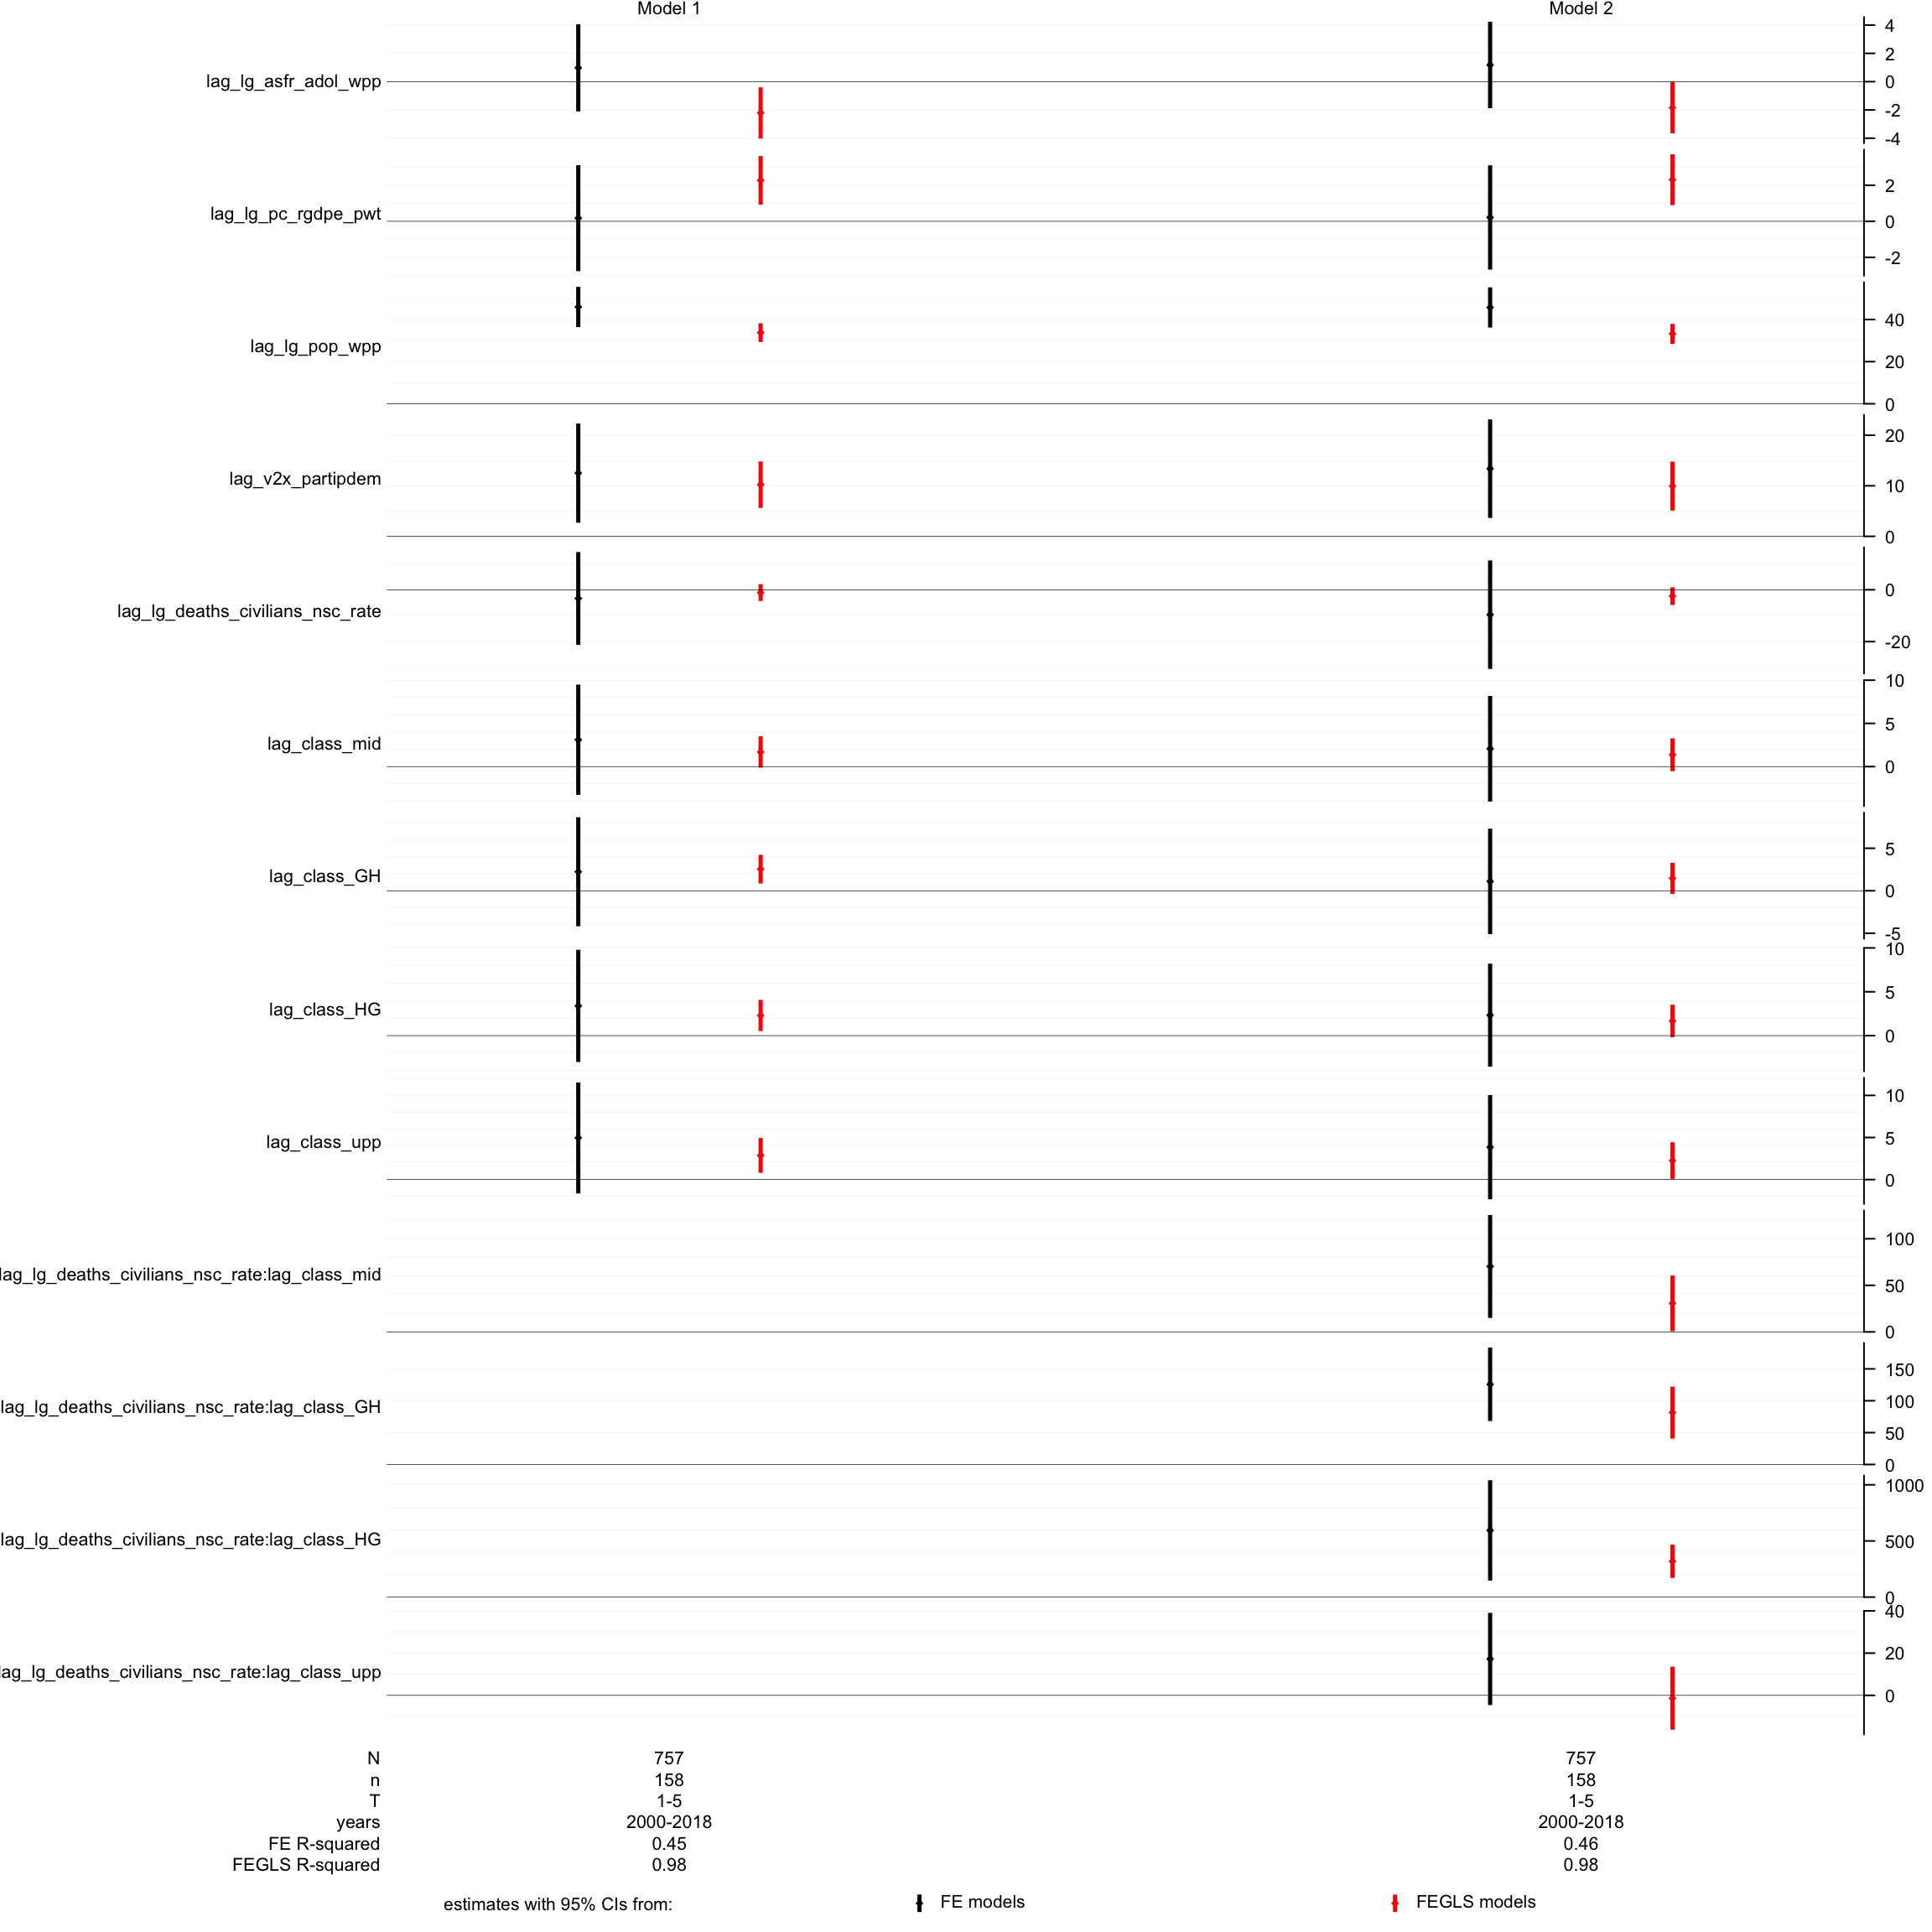 Model 1 Model 2
lag_lg_asfr_adol_wpp
4
2
0
-2
-4
lag_lg_pc_rgdpe_pwt
2
0
-2
lag_lg_pop_wpp
40
20
0
lag_v2x_partipdem
20
10
0
lag_lg_deaths_civilians_nsc_rate
0
-20
lag_class_mid
10
5
0
lag_class_GH
5
0
-5
lag_class_HG
10
5
0
lag_class_upp
10
5
0
lag_lg_deaths_civilians_nsc_rate:lag_class_mid
100
50
0
lag_lg_deaths_civilians_nsc_rate:lag_class_GH
150
100
50
0
lag_lg_deaths_civilians_nsc_rate:lag_class_HG
1000
500
0
lag_lg_deaths_civilians_nsc_rate:lag_class_upp
40
20
0
N 757 757
n 158 158
T 1-5 1-5
years 2000-2018 2000-2018
FE R-squared 0.45 0.46
FEGLS R-squared 0.98 0.98
estimates with 95% CIs from: FE models FEGLS models